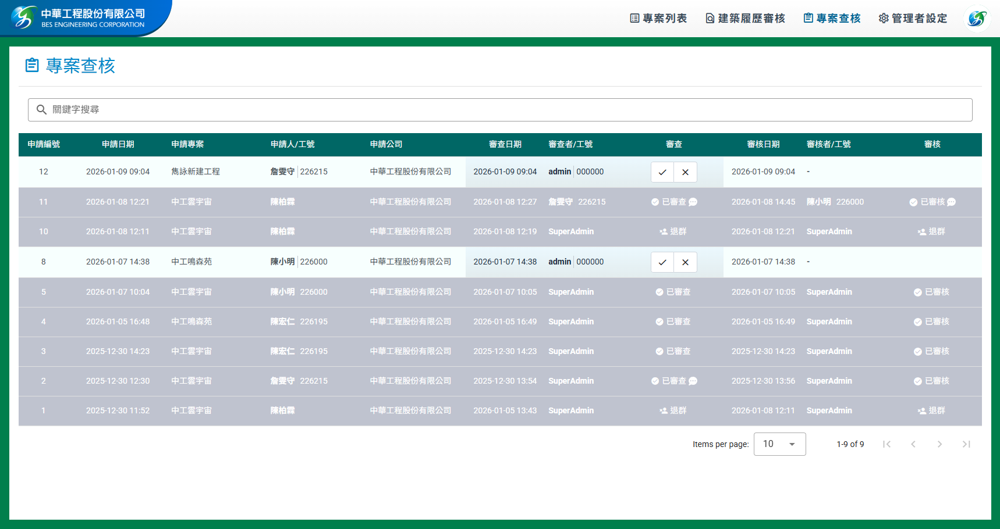 中華工程股份有限公司
BES ENGINEERING CORPORATION
專案列表 建築履歷審核 專案查核 管理者設定
專案查核
關鍵字搜尋
申請編號 申請日期 申請專案 申請人/工號 申請公司 審查日期 審查者/工號 審查 審核日期 審核者/工號 審核
12 2026-01-09 09:04 雋詠新建工程 詹雯守 226215 中華工程股份有限公司 2026-01-09 09:04 admin 000000 2026-01-09 09:04 -
11 2026-01-08 12:21 中工雲宇宙 陳柏霖 中華工程股份有限公司 2026-01-08 12:27 詹雯守 226215 已審查 2026-01-08 14:45 陳小明 226000 已審核
10 2026-01-08 12:11 中工雲宇宙 陳柏霖 中華工程股份有限公司 2026-01-08 12:19 SuperAdmin 退群 2026-01-08 12:21 SuperAdmin 退群
8 2026-01-07 14:38 中工鳴森苑 陳小明 226000 中華工程股份有限公司 2026-01-07 14:38 admin 000000 2026-01-07 14:38 -
5 2026-01-07 10:04 中工雲宇宙 陳小明 226000 中華工程股份有限公司 2026-01-07 10:05 SuperAdmin 已審查 2026-01-07 10:05 SuperAdmin 已審核
4 2026-01-05 16:48 中工鳴森苑 陳宏仁 226195 中華工程股份有限公司 2026-01-05 16:49 SuperAdmin 已審查 2026-01-05 16:49 SuperAdmin 已審核
3 2025-12-30 14:23 中工雲宇宙 陳宏仁 226195 中華工程股份有限公司 2025-12-30 14:23 SuperAdmin 已審查 2025-12-30 14:23 SuperAdmin 已審核
2 2025-12-30 12:30 中工雲宇宙 詹雯守 226215 中華工程股份有限公司 2025-12-30 13:54 SuperAdmin 已審查 2025-12-30 13:56 SuperAdmin 已審核
1 2025-12-30 11:52 中工雲宇宙 陳柏霖 中華工程股份有限公司 2026-01-05 13:43 SuperAdmin 退群 2026-01-08 12:11 SuperAdmin 退群
Items per page: 10 1-9 of 9